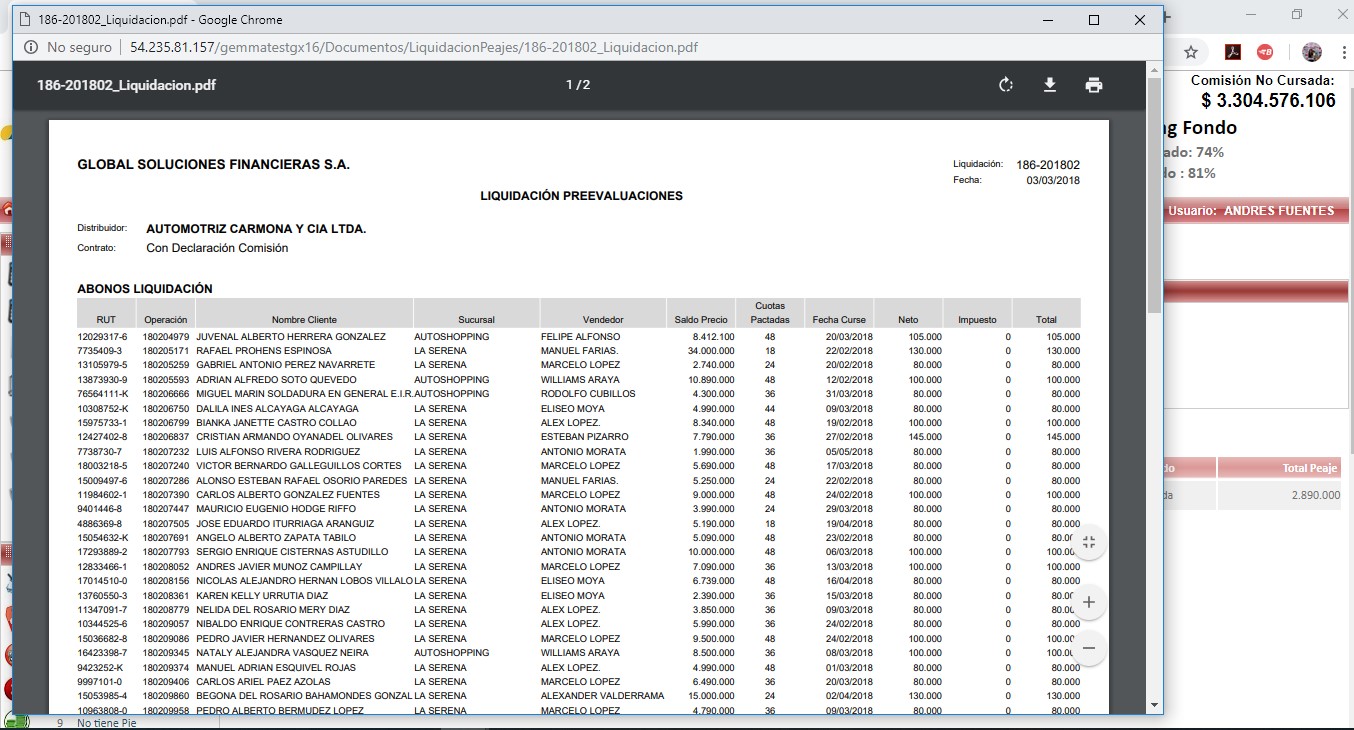 186-201802_Liquidacion.pdf - Google Chrome
No seguro | 54.235.81.157/gemmatestgx16/Documentos/LiquidacionPeajes/186-201802_Liquidacion.pdf
186-201802_Liquidacion.pdf 1 / 2
GLOBAL SOLUCIONES FINANCIERAS S.A.
Liquidación: 186-201802
Fecha: 03/03/2018
LIQUIDACIÓN PREEVALUACIONES
Distribuidor: AUTOMOTRIZ CARMONA Y CIA LTDA.
Contrato: Con Declaración Comisión
ABONOS LIQUIDACIÓN
RUT Operación Nombre Cliente Sucursal Vendedor Saldo Precio Cuotas Pactadas Fecha Curse Neto Impuesto Total
12029317-6 180204979 JUVENAL ALBERTO HERRERA GONZALEZ AUTOSHOPPING FELIPE ALFONSO 8.412.100 48 20/03/2018 105.000 0 105.000
7735409-3 180205171 RAFAEL PROHENS ESPINOSA LA SERENA MANUEL FARIAS. 34.000.000 18 22/02/2018 130.000 0 130.000
13105979-5 180205259 GABRIEL ANTONIO PEREZ NAVARRETE LA SERENA MARCELO LOPEZ 2.740.000 24 20/02/2018 80.000 0 80.000
13873930-9 180205593 ADRIAN ALFREDO SOTO QUEVEDO AUTOSHOPPING WILLIAMS ARAYA 10.890.000 48 12/02/2018 100.000 0 100.000
76564111-K 180206666 MIGUEL MARIN SOLDADURA EN GENERAL E.I.R. AUTOSHOPPING RODOLFO CUBILLOS 4.300.000 36 31/03/2018 80.000 0 80.000
10308752-K 180206750 DALILA INES ALCAYAGA ALCAYAGA LA SERENA ELISEO MOYA 4.990.000 44 09/03/2018 80.000 0 80.000
15975733-1 180206799 BIANKA JANETTE CASTRO COLLAO LA SERENA ALEX LOPEZ. 8.340.000 48 19/02/2018 100.000 0 100.000
12427402-8 180206837 CRISTIAN ARMANDO OYANADEL OLIVARES LA SERENA ESTEBAN PIZARRO 7.790.000 36 27/02/2018 145.000 0 145.000
7738730-7 180207232 LUIS ALFONSO RIVERA RODRIGUEZ LA SERENA ANTONIO MORATA 1.990.000 36 05/05/2018 80.000 0 80.000
18003218-5 180207240 VICTOR BERNARDO GALLEGUILLOS CORTES LA SERENA MARCELO LOPEZ 5.690.000 48 17/03/2018 80.000 0 80.000
15009497-6 180207286 ALONSO ESTEBAN RAFAEL OSORIO PAREDES LA SERENA MANUEL FARIAS. 5.250.000 24 22/02/2018 80.000 0 80.000
11984602-1 180207390 CARLOS ALBERTO GONZALEZ FUENTES LA SERENA MARCELO LOPEZ 9.000.000 48 24/02/2018 100.000 0 100.000
9401446-8 180207447 MAURICIO EUGENIO HODGE RIFFO LA SERENA ANTONIO MORATA 3.990.000 24 29/03/2018 80.000 0 80.000
4886369-8 180207505 JOSE EDUARDO ITURRIAGA ARANGUIZ LA SERENA ALEX LOPEZ. 5.190.000 18 19/04/2018 80.000 0 80.000
15054632-K 180207691 ANGELO ALBERTO ZAPATA TABILO LA SERENA ANTONIO MORATA 5.090.000 48 23/02/2018 80.000 0 80.00
17293889-2 180207793 SERGIO ENRIQUE CISTERNAS ASTUDILLO LA SERENA ANTONIO MORATA 10.000.000 48 06/03/2018 100.000 0 100.00
12833466-1 180208052 ANDRES JAVIER MUNOZ CAMPILLAY LA SERENA MARCELO LOPEZ 7.090.000 36 13/03/2018 100.000 0 100.000
17014510-0 180208156 NICOLAS ALEJANDRO HERNAN LOBOS VILLALO LA SERENA ELISEO MOYA 6.739.000 48 16/04/2018 80.000 0 80.000
13760550-3 180208361 KAREN KELLY URRUTIA DIAZ LA SERENA ELISEO MOYA 2.390.000 36 15/03/2018 80.000 0 80.00
11347091-7 180208779 NELIDA DEL ROSARIO MERY DIAZ LA SERENA ALEX LOPEZ. 3.850.000 36 09/03/2018 80.000 0 80.00
10344525-6 180209057 NIBALDO ENRIQUE CONTRERAS CASTRO LA SERENA ALEX LOPEZ. 5.990.000 36 24/02/2018 80.000 0 80.000
15036682-8 180209086 PEDRO JAVIER HERNANDEZ OLIVARES LA SERENA MARCELO LOPEZ 9.500.000 48 24/02/2018 100.000 0 100.00
16423398-7 180209345 NATALY ALEJANDRA VASQUEZ NEIRA AUTOSHOPPING WILLIAMS ARAYA 8.500.000 36 08/03/2018 100.000 0 100.0
9423252-K 180209374 MANUEL ADRIAN ESQUIVEL ROJAS LA SERENA ALEX LOPEZ. 4.990.000 48 01/03/2018 80.000 0 80.000
9997101-0 180209406 CARLOS ARIEL PAEZ AZOLAS LA SERENA MARCELO LOPEZ 6.490.000 36 20/03/2018 80.000 0 80.000
15053985-4 180209860 BEGONA DEL ROSARIO BAHAMONDES GONZAL LA SERENA ALEXANDER VALDERRAMA 15.000.000 24 02/04/2018 130.000 0 130.000
10963808-0 180209958 PEDRO ALBERTO BERMUDEZ LOPEZ LA SERENA MARCELO LOPEZ 4.790.000 36 09/03/2018 80.000 0 80.000
9 No tiene Pie
Comisión No Cursada:
$ 3.304.576.106
ng Fondo
ado: 74%
do : 81%
Usuario: ANDRES FUENTES
do Total Peaje
da 2.890.000